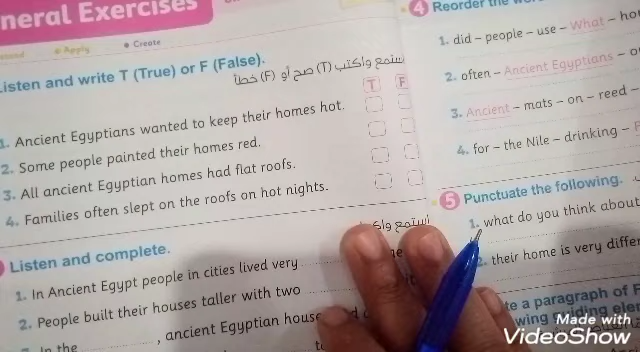 neral Exercises
Apply
Create
Listen and write T (True) or F (False).
استمع واكتب (T) صح أو (F) خطأ
T F
1. Ancient Egyptians wanted to keep their homes hot.
2. Some people painted their homes red.
3. All ancient Egyptian homes had flat roofs.
4. Families often slept on the roofs on hot nights.
Listen and complete.
استمع واك
1. In Ancient Egypt people in cities lived very
2. People built their houses taller with two
In the , ancient Egyptian house
4 Reorder the
1. did – people – use – What – ho
2. often – Ancient Egyptians –
3. Ancient – mats – on – reed –
4. for – the Nile – drinking –
5 Punctuate the following.
1. what do you think about
2. their home is very differe
te a paragraph of
wing guiding
Made with
VideoShow